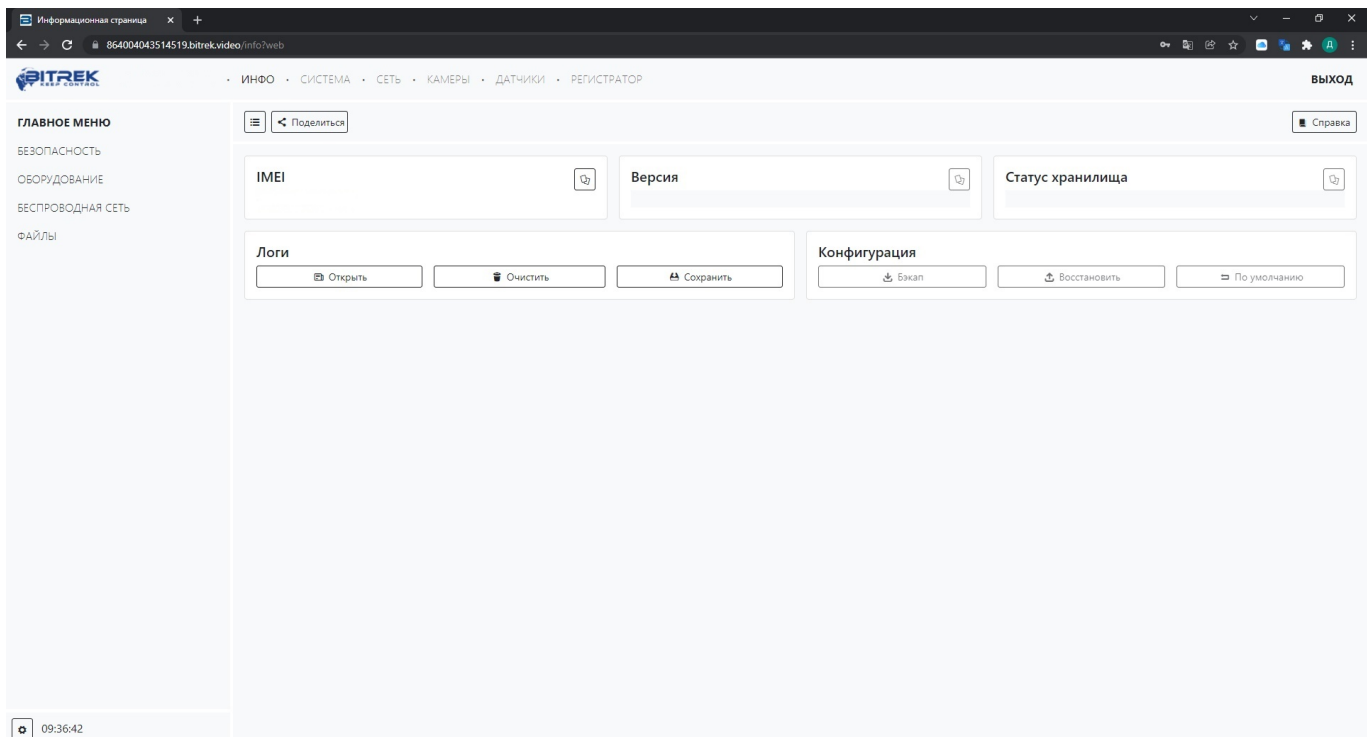 Информационная страница
864004043514519.bitrek.video/info?web
Д
BITREK
KEEP CONTROL
· ИНФО · СИСТЕМА · СЕТЬ · КАМЕРЫ · ДАТЧИКИ · РЕГИСТРАТОР
ВЫХОД
ГЛАВНОЕ МЕНЮ
БЕЗОПАСНОСТЬ
ОБОРУДОВАНИЕ
БЕСПРОВОДНАЯ СЕТЬ
ФАЙЛЫ
Поделиться
Справка
IMEI
Версия
Статус хранилища
Логи
Открыть
Очистить
Сохранить
Конфигурация
Бэкап
Восстановить
По умолчанию
09:36:42